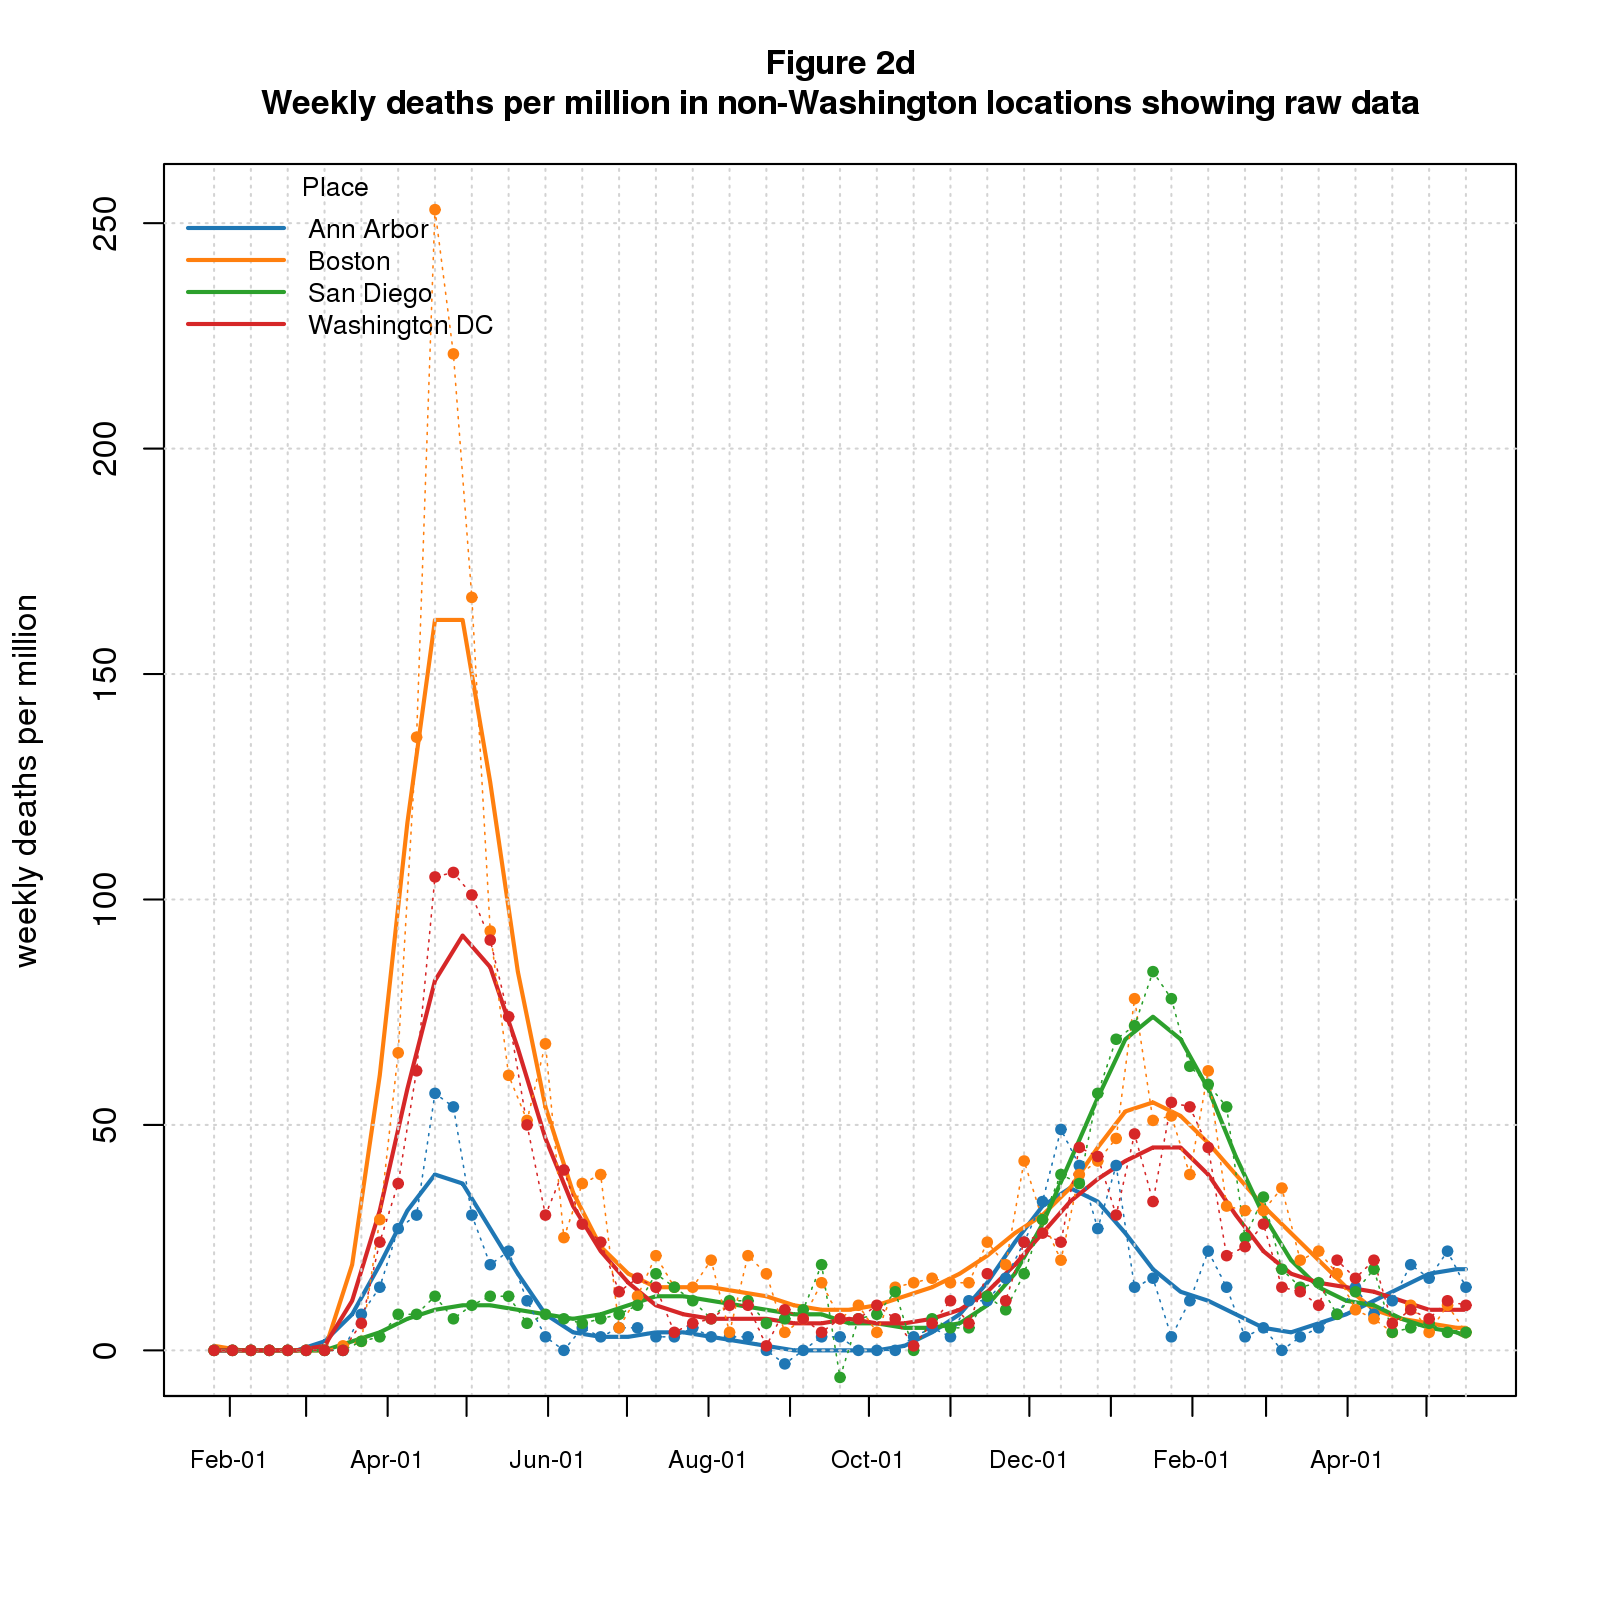 Figure 2d
Weekly deaths per million in non-Washington locations showing raw data
Place
Ann Arbor
Boston
San Diego
Washington DC
weekly deaths per million
250
200
150
100
50
0
Feb-01 Apr-01 Jun-01 Aug-01 Oct-01 Dec-01 Feb-01 Apr-01